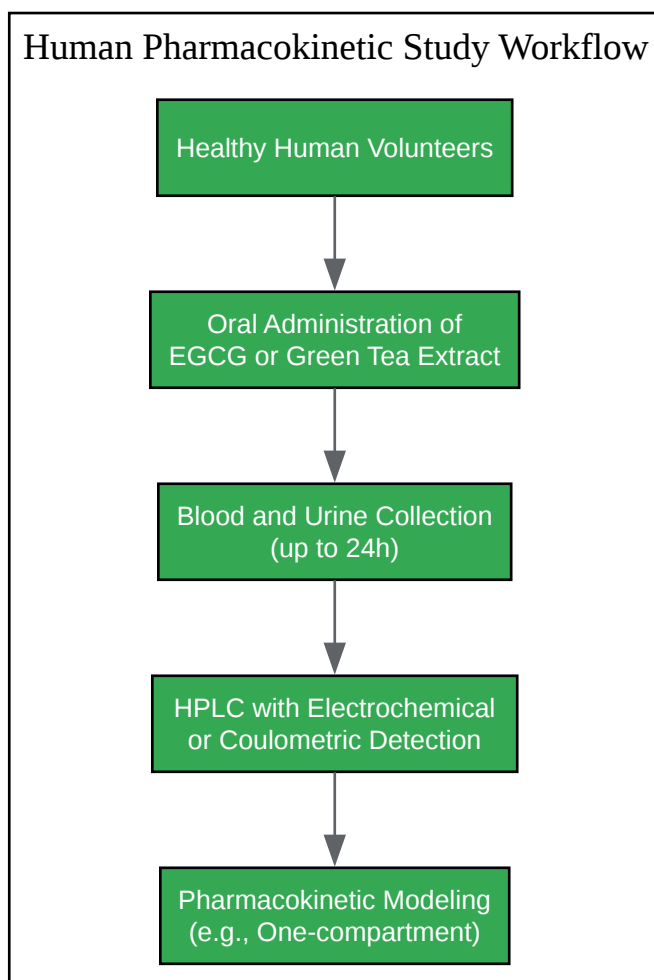 Human Pharmacokinetic Study Workflow
Healthy Human Volunteers
Oral Administration of
EGCG or Green Tea Extract
Blood and Urine Collection
(up to 24h)
HPLC with Electrochemical
or Coulometric Detection
Pharmacokinetic Modeling
(e.g., One-compartment)